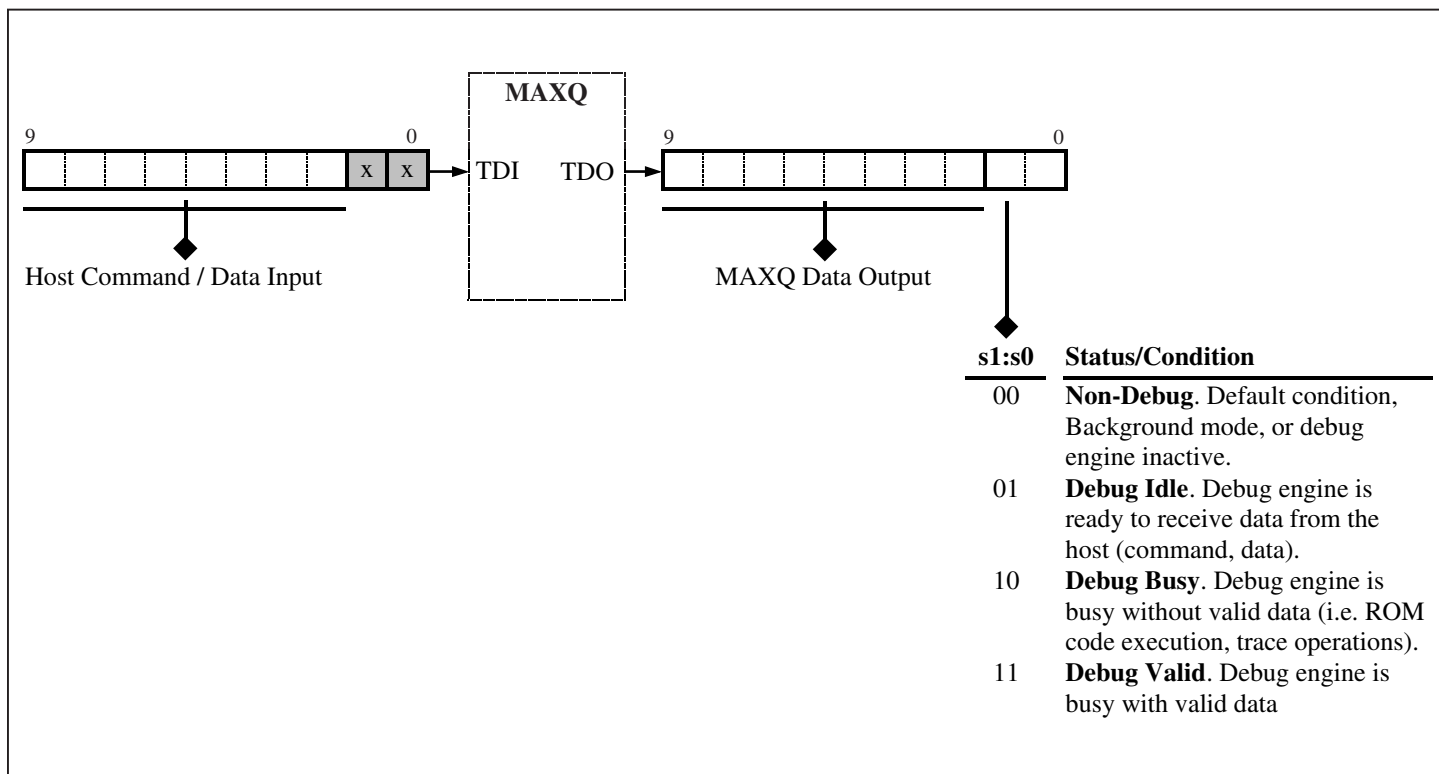 MAXQ
9 0
x x
TDI TDO
9 0
Host Command / Data Input
MAXQ Data Output
s1:s0 Status/Condition
00 Non-Debug. Default condition,
Background mode, or debug
engine inactive.
01 Debug Idle. Debug engine is
ready to receive data from the
host (command, data).
10 Debug Busy. Debug engine is
busy without valid data (i.e. ROM
code execution, trace operations).
11 Debug Valid. Debug engine is
busy with valid data